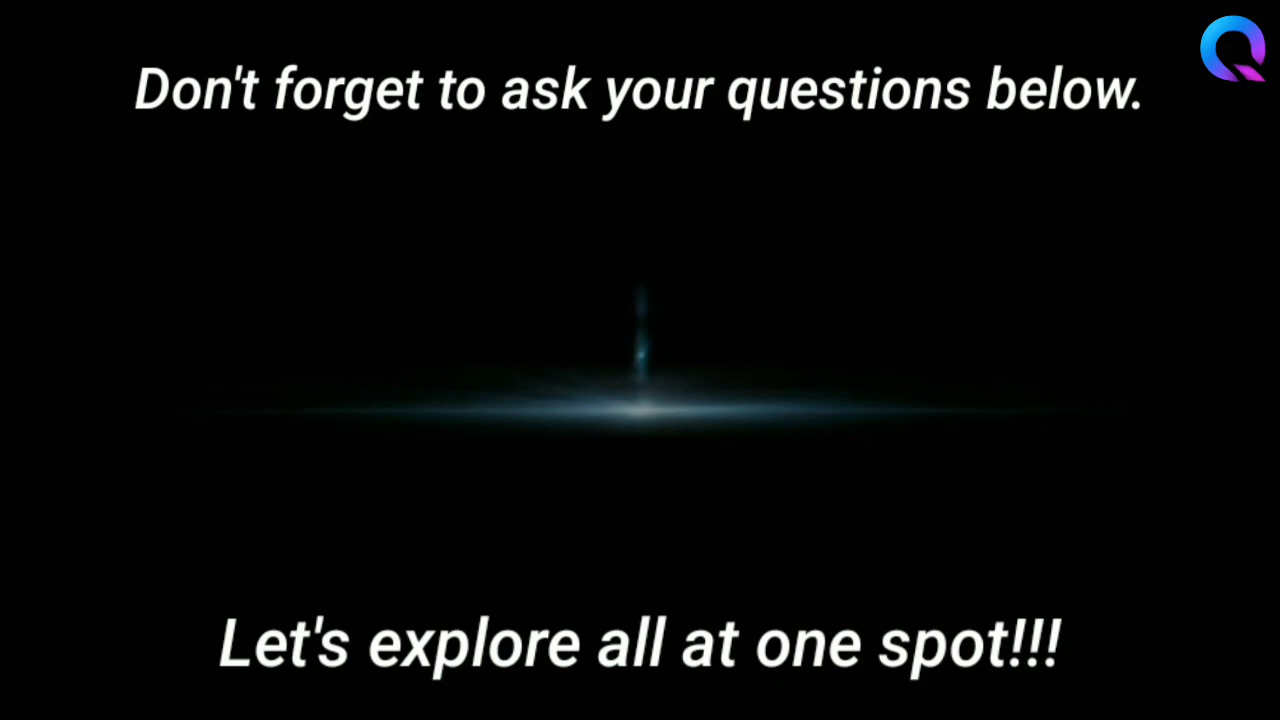 Don't forget to ask your questions below.
Let's explore all at one spot!!!